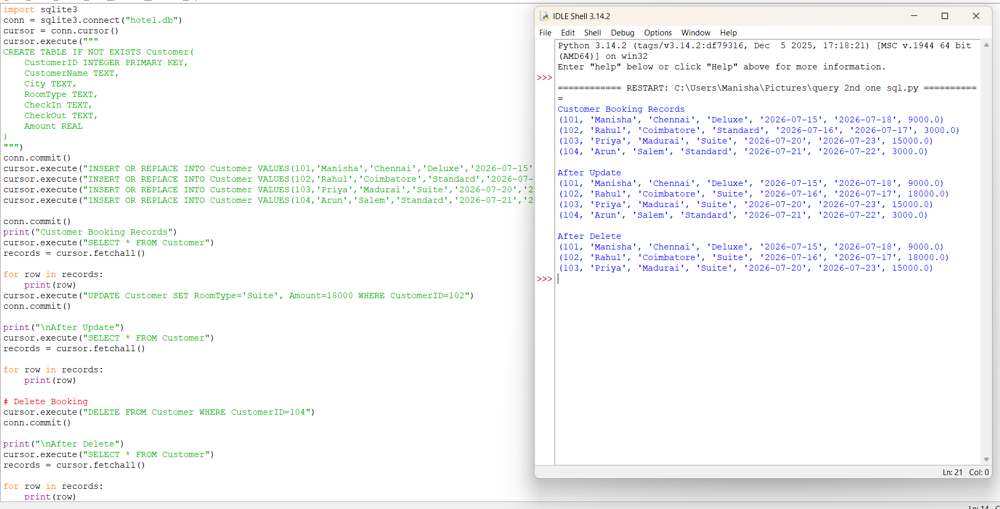 import sqlite3
conn = sqlite3.connect("hotel.db")
cursor = conn.cursor()
cursor.execute("""
CREATE TABLE IF NOT EXISTS Customer(
    CustomerID INTEGER PRIMARY KEY,
    CustomerName TEXT,
    City TEXT,
    RoomType TEXT,
    CheckIn TEXT,
    CheckOut TEXT,
    Amount REAL
)
""")
conn.commit()
cursor.execute("INSERT OR REPLACE INTO Customer VALUES(101,'Manisha','Chennai','Deluxe','2026-07-15'
cursor.execute("INSERT OR REPLACE INTO Customer VALUES(102,'Rahul','Coimbatore','Standard','2026-07-
cursor.execute("INSERT OR REPLACE INTO Customer VALUES(103,'Priya','Madurai','Suite','2026-07-20','2
cursor.execute("INSERT OR REPLACE INTO Customer VALUES(104,'Arun','Salem','Standard','2026-07-21','2
conn.commit()
print("Customer Booking Records")
cursor.execute("SELECT * FROM Customer")
records = cursor.fetchall()
for row in records:
    print(row)
cursor.execute("UPDATE Customer SET RoomType='Suite', Amount=18000 WHERE CustomerID=102")
conn.commit()
print("\nAfter Update")
cursor.execute("SELECT * FROM Customer")
records = cursor.fetchall()
for row in records:
    print(row)
# Delete Booking
cursor.execute("DELETE FROM Customer WHERE CustomerID=104")
conn.commit()
print("\nAfter Delete")
cursor.execute("SELECT * FROM Customer")
records = cursor.fetchall()
for row in records:
    print(row)
IDLE Shell 3.14.2
File Edit Shell Debug Options Window Help
Python 3.14.2 (tags/v3.14.2:df79316, Dec  5 2025, 17:18:21) [MSC v.1944 64 bit
(AMD64)] on win32
Enter "help" below or click "Help" above for more information.
>>>
============ RESTART: C:\Users\Manisha\Pictures\query 2nd one sql.py ==========
=
Customer Booking Records
(101, 'Manisha', 'Chennai', 'Deluxe', '2026-07-15', '2026-07-18', 9000.0)
(102, 'Rahul', 'Coimbatore', 'Standard', '2026-07-16', '2026-07-17', 3000.0)
(103, 'Priya', 'Madurai', 'Suite', '2026-07-20', '2026-07-23', 15000.0)
(104, 'Arun', 'Salem', 'Standard', '2026-07-21', '2026-07-22', 3000.0)
After Update
(101, 'Manisha', 'Chennai', 'Deluxe', '2026-07-15', '2026-07-18', 9000.0)
(102, 'Rahul', 'Coimbatore', 'Suite', '2026-07-16', '2026-07-17', 18000.0)
(103, 'Priya', 'Madurai', 'Suite', '2026-07-20', '2026-07-23', 15000.0)
(104, 'Arun', 'Salem', 'Standard', '2026-07-21', '2026-07-22', 3000.0)
After Delete
(101, 'Manisha', 'Chennai', 'Deluxe', '2026-07-15', '2026-07-18', 9000.0)
(102, 'Rahul', 'Coimbatore', 'Suite', '2026-07-16', '2026-07-17', 18000.0)
(103, 'Priya', 'Madurai', 'Suite', '2026-07-20', '2026-07-23', 15000.0)
>>>
Ln: 21 Col: 0
Ln: 14